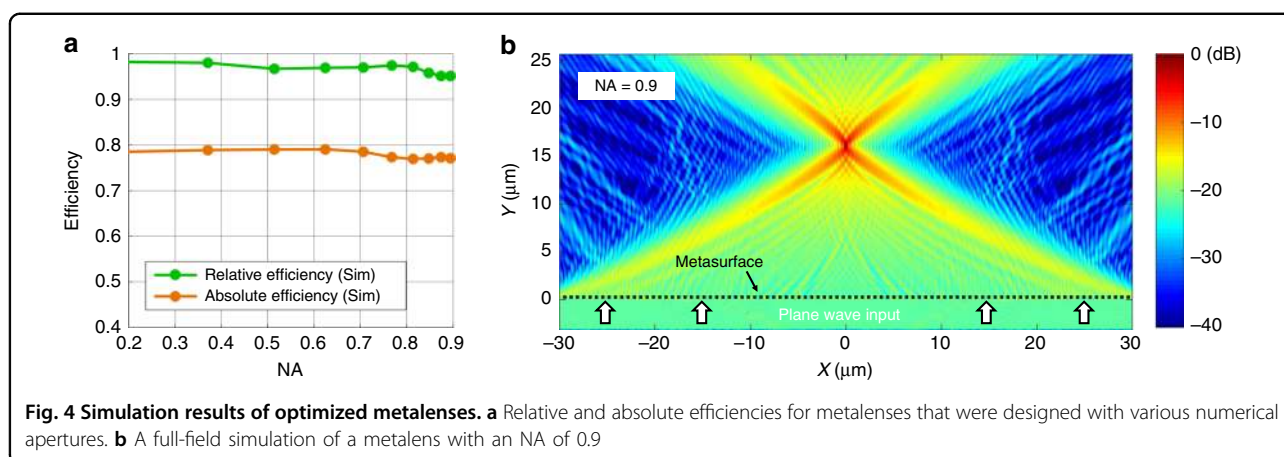 a
1
0.9
0.8
0.7
0.6
0.5
0.4
Efficiency
Relative efficiency (Sim)
Absolute efficiency (Sim)
0.2 0.3 0.4 0.5 0.6 0.7 0.8 0.9
NA
b
25
20
15
10
5
0
Y (μm)
NA = 0.9
Metasurface
Plane wave input
−30 −20 −10 0 10 20 30
X (μm)
0 (dB)
−10
−20
−30
−40
Fig. 4 Simulation results of optimized metalenses. a Relative and absolute efficiencies for metalenses that were designed with various numerical
apertures. b A full-field simulation of a metalens with an NA of 0.9